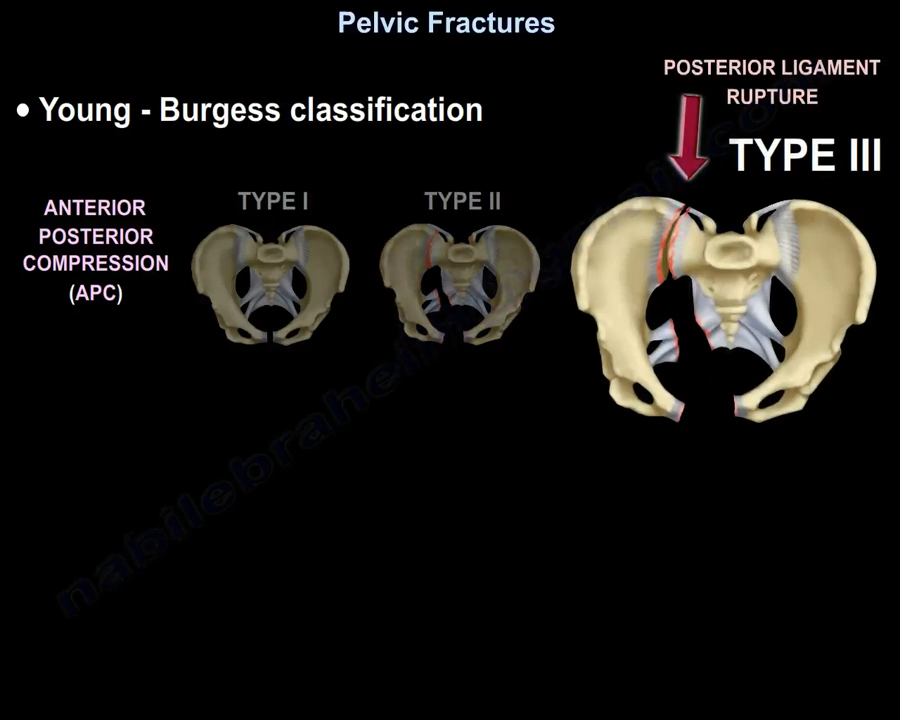 Pelvic Fractures
• Young - Burgess classification
POSTERIOR LIGAMENT
RUPTURE
TYPE III
ANTERIOR
POSTERIOR
COMPRESSION
(APC)
TYPE I
TYPE II